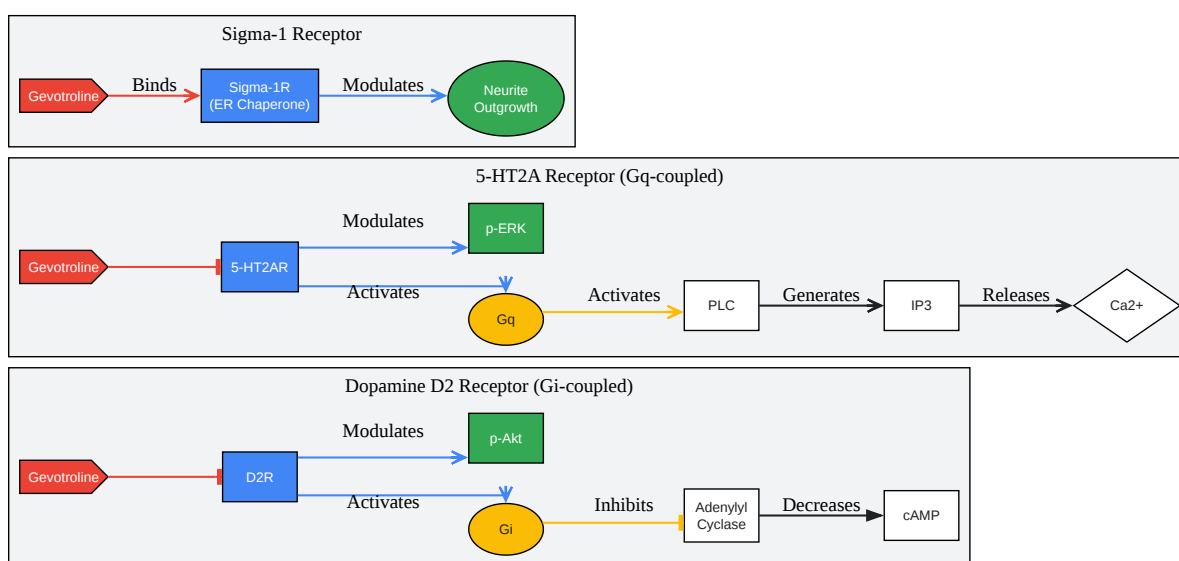 Sigma-1 Receptor
Gevotroline
Binds
Sigma-1R
(ER Chaperone)
Modulates
Neurite
Outgrowth
5-HT2A Receptor (Gq-coupled)
Gevotroline
5-HT2AR
Modulates
p-ERK
Activates
Gq
Activates
PLC
Generates
IP3
Releases
Ca2+
Dopamine D2 Receptor (Gi-coupled)
Gevotroline
D2R
Modulates
p-Akt
Activates
Gi
Inhibits
Adenylyl
Cyclase
Decreases
cAMP